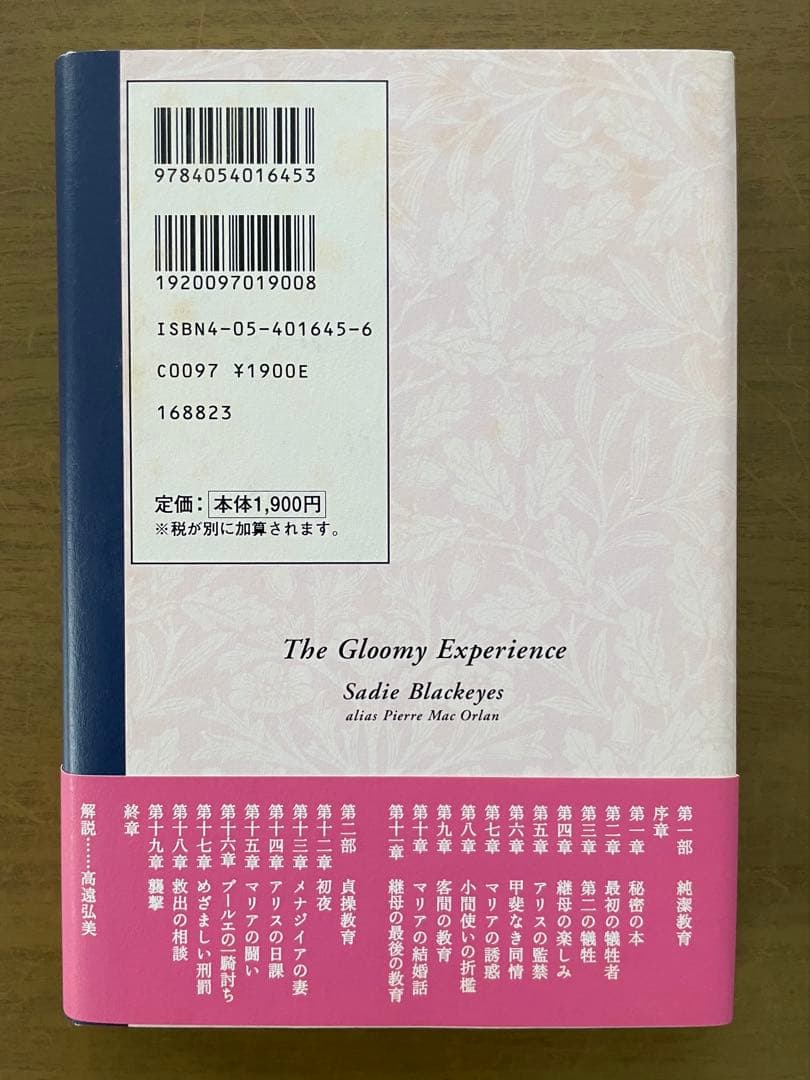 9784054016453
1920097019008
ISBN4-05-401645-6
C0097 ¥1900E
168823
定価：本体1,900円
※税が別に加算されます。
The Gloomy Experience
Sadie Blackeyes
alias Pierre Mac Orlan
第一部 純潔教育
序章
第一章 秘密の本
第二章 最初の犠牲者
第三章 第二の犠牲
第四章 継母の楽しみ
第五章 アリスの監禁
第六章 甲斐なき同情
第七章 マリアの誘惑
第八章 小間使いの折檻
第九章 客間の教育
第十章 マリアの結婚話
第十一章 継母の最後の教育
第二部 貞操教育
第十二章 初夜
第十三章 メナジイアの妻
第十四章 アリスの日課
第十五章 マリアの闘い
第十六章 プールエの一騎討ち
第十七章 めざましい刑罰
第十八章 救出の相談
第十九章 襲撃
終章
解説……高遠弘美